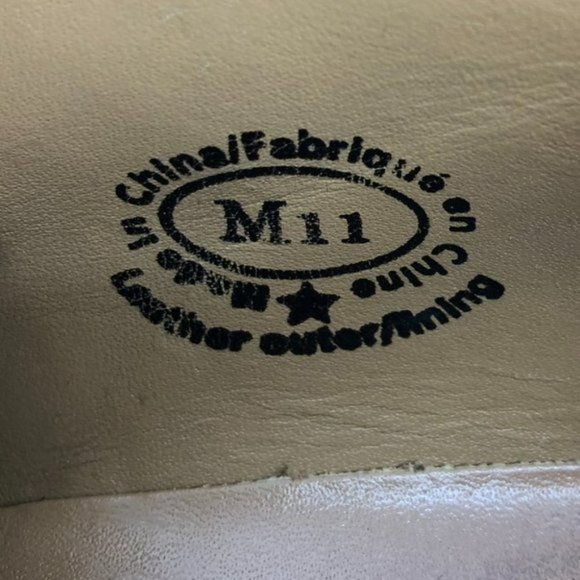 Made in China/Fabriqué en Chine
M11
Leather outer/lining